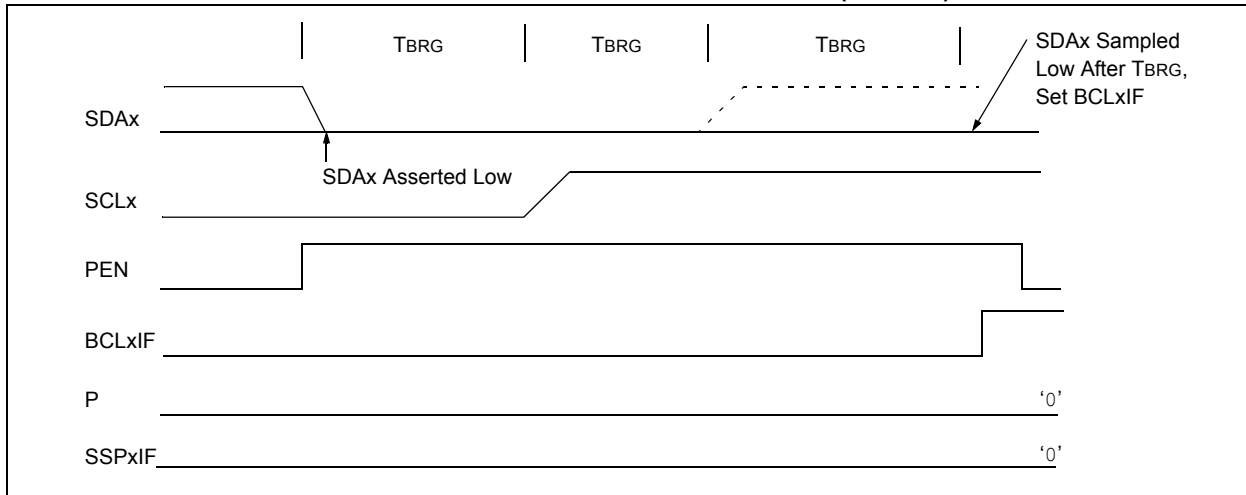 TBRG TBRG TBRG
SDAx Sampled
Low After TBRG,
Set BCLxIF
SDAx
SDAx Asserted Low
SCLx
PEN
BCLxIF
P
‘0’
SSPxIF
‘0’